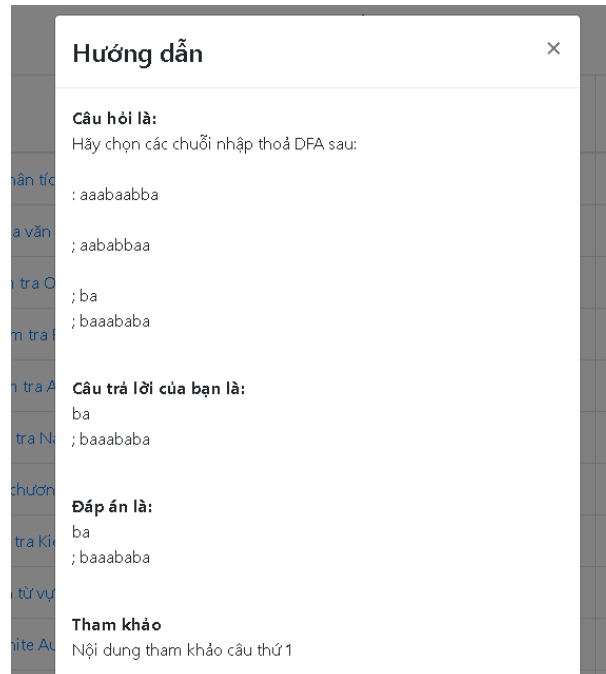 Hướng dẫn
×
Câu hỏi là:
Hãy chọn các chuỗi nhập thoả DFA sau:
: aaabaabba
; aababbaa
; ba
; baaababa
Câu trả lời của bạn là:
ba
; baaababa
Đáp án là:
ba
; baaababa
Tham khảo
Nội dung tham khảo câu thứ 1